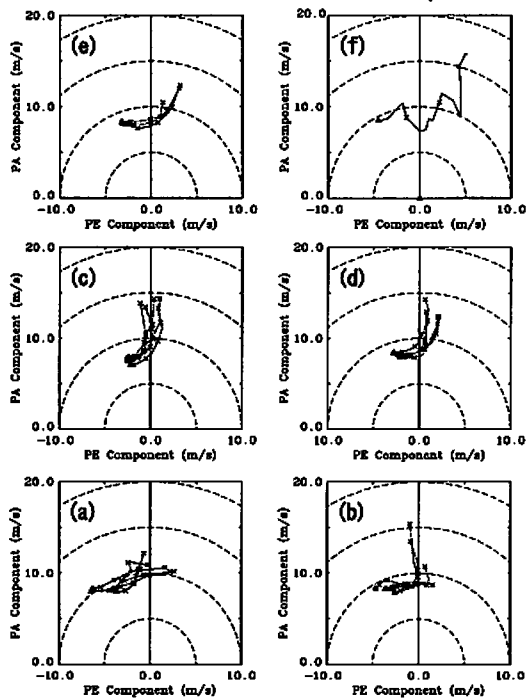 20.0 (e) 20.0 (f)
PA Component (m/s) PA Component (m/s)
10.0 10.0
0.0 0.0
-10.0 0.0 10.0 -10.0 0.0 10.0
PE Component (m/s) PE Component (m/s)
20.0 (c) 20.0 (d)
PA Component (m/s) PA Component (m/s)
10.0 10.0
0.0 0.0
-10.0 0.0 10.0 -10.0 0.0 10.0
PE Component (m/s) PE Component (m/s)
20.0 (a) 20.0 (b)
PA Component (m/s) PA Component (m/s)
10.0 10.0
0.0 0.0
-10.0 0.0 10.0 -10.0 0.0 10.0
PE Component (m/s) PE Component (m/s)